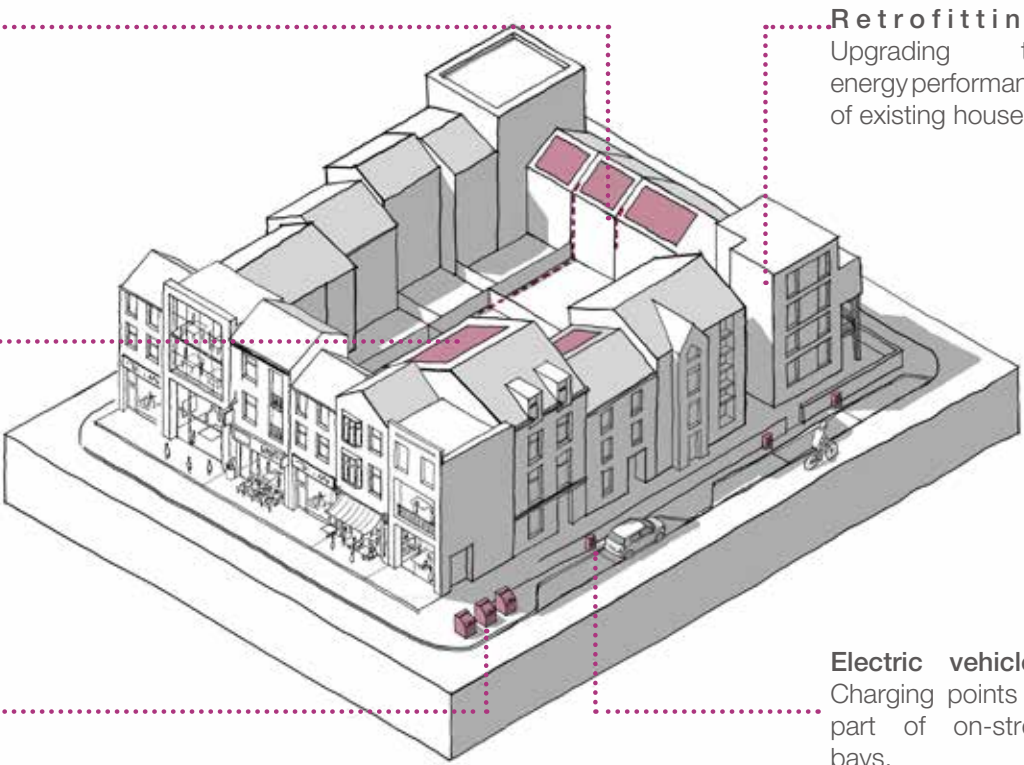 Retrofittin
Upgrading t
energy performan
of existing house
Electric vehicle
Charging points
part of on-stre
bays.